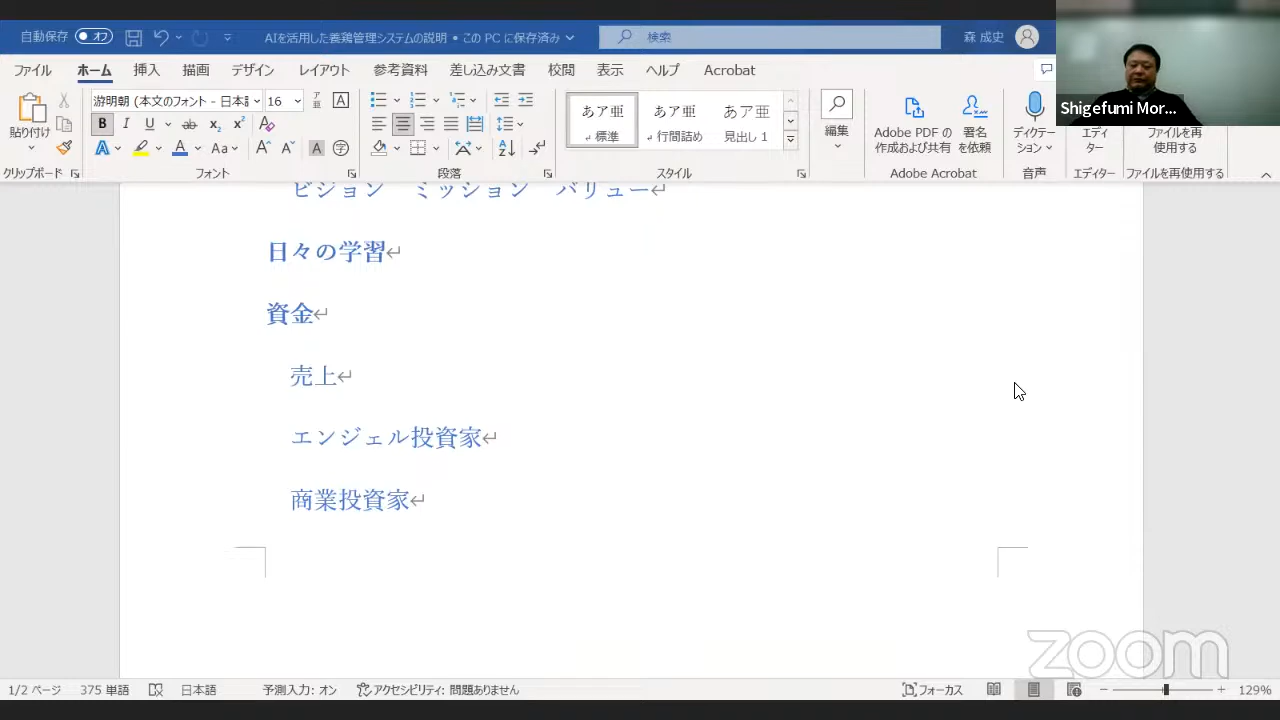 自動保存 オフ AIを活用した養鶏管理システムの説明 • この PC に保存済み 検索 森 成史
ファイル ホーム 挿入 描画 デザイン レイアウト 参考資料 差し込み文書 校閲 表示 ヘルプ Acrobat
Shigefumi Mor...
貼り付け
游明朝 (本文のフォント - 日本 16
あア亜 あア亜 あア亜
標準 行間詰め 見出し 1
編集
Adobe PDF の
作成および共有
署名
を依頼
ディクテー
ション
エディ
ター
ファイルを再
使用する
クリップボード フォント 段落 スタイル Adobe Acrobat 音声 エディター ファイルを再使用する
ビジョン ミッション バリュー
日々の学習
資金
売上
エンジェル投資家
商業投資家
zoom
1/2 ページ 375 単語 日本語 予測入力: オン アクセシビリティ: 問題ありません フォーカス 129%